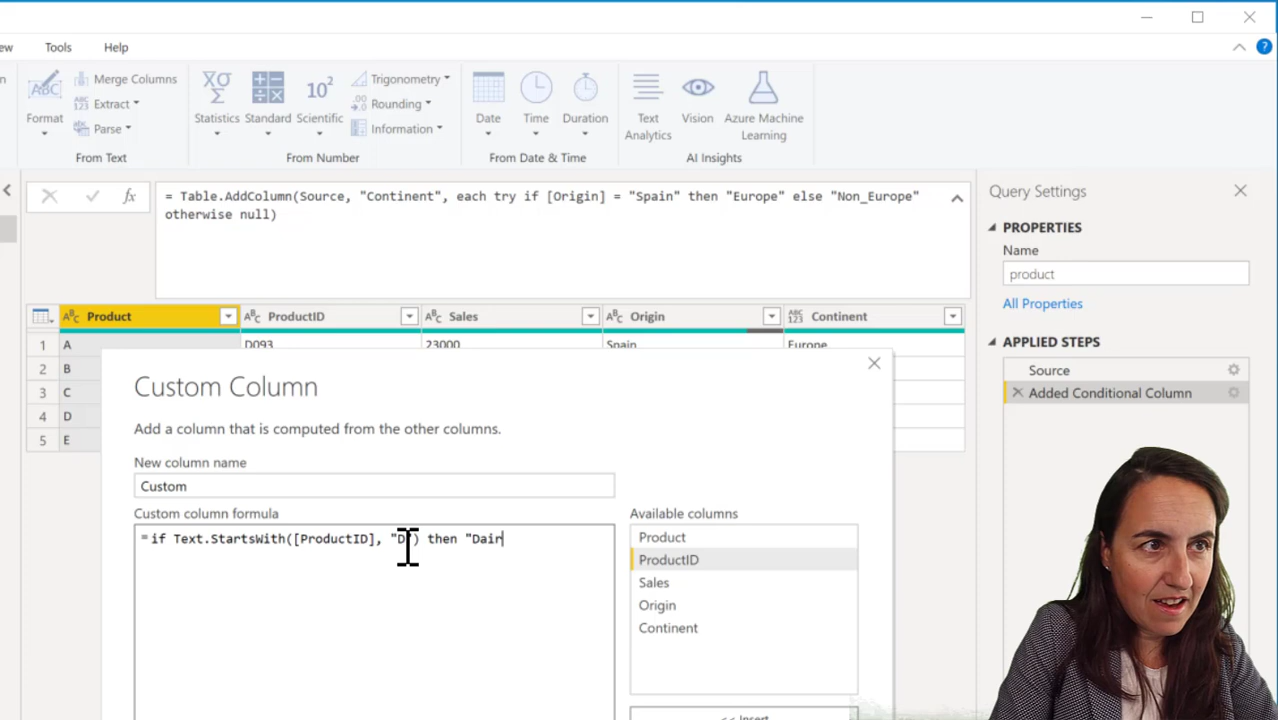 ew Tools Help
Format
Merge Columns
Extract
Parse
From Text
Statistics
Standard
Scientific
Trigonometry
Rounding
Information
From Number
Date
Time
Duration
From Date & Time
Text
Analytics
Vision
Azure Machine
Learning
AI Insights
fx
= Table.AddColumn(Source, "Continent", each try if [Origin] = "Spain" then "Europe" else "Non_Europe"
otherwise null)
Product ProductID Sales Origin Continent
1 A D093 23000 Spain Europe
2 B
3 C
4 D
5 E
Custom Column
Add a column that is computed from the other columns.
New column name
Custom
Custom column formula
=if Text.StartsWith([ProductID], "D") then "Dair
Available columns
Product
ProductID
Sales
Origin
Continent
<< Insert
Query Settings
PROPERTIES
Name
product
All Properties
APPLIED STEPS
Source
Added Conditional Column